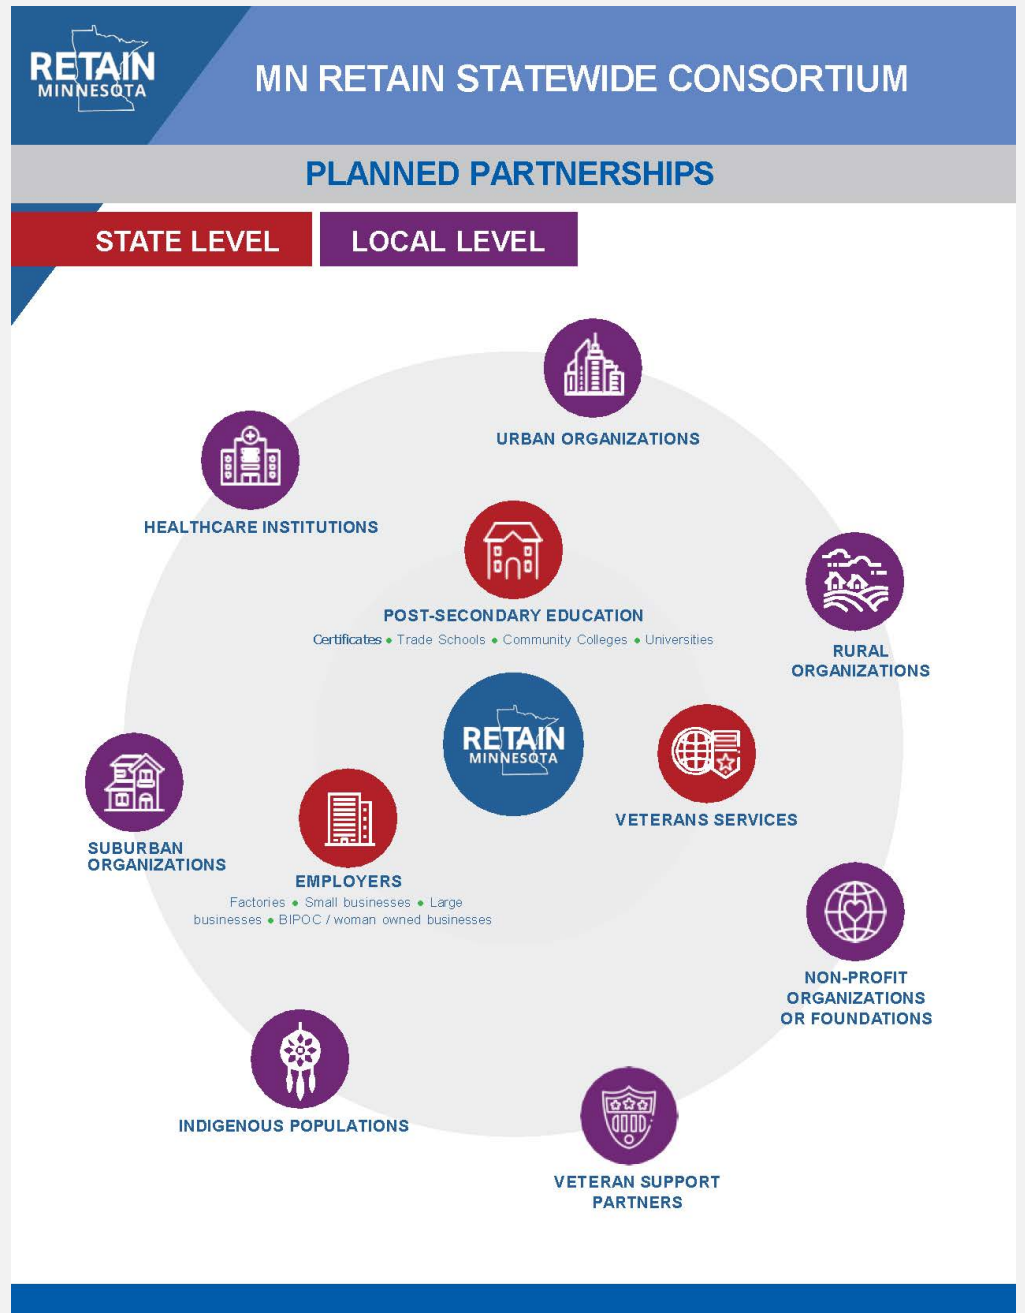 RETAIN
MINNESOTA
MN RETAIN STATEWIDE CONSORTIUM
PLANNED PARTNERSHIPS
STATE LEVEL
LOCAL LEVEL
URBAN ORGANIZATIONS
HEALTHCARE INSTITUTIONS
POST-SECONDARY EDUCATION
Certificates • Trade Schools • Community Colleges • Universities
RURAL
ORGANIZATIONS
RETAIN
MINNESOTA
VETERANS SERVICES
SUBURBAN
ORGANIZATIONS
EMPLOYERS
Factories • Small businesses • Large
businesses • BIPOC / woman owned businesses
NON-PROFIT
ORGANIZATIONS
OR FOUNDATIONS
INDIGENOUS POPULATIONS
VETERAN SUPPORT
PARTNERS